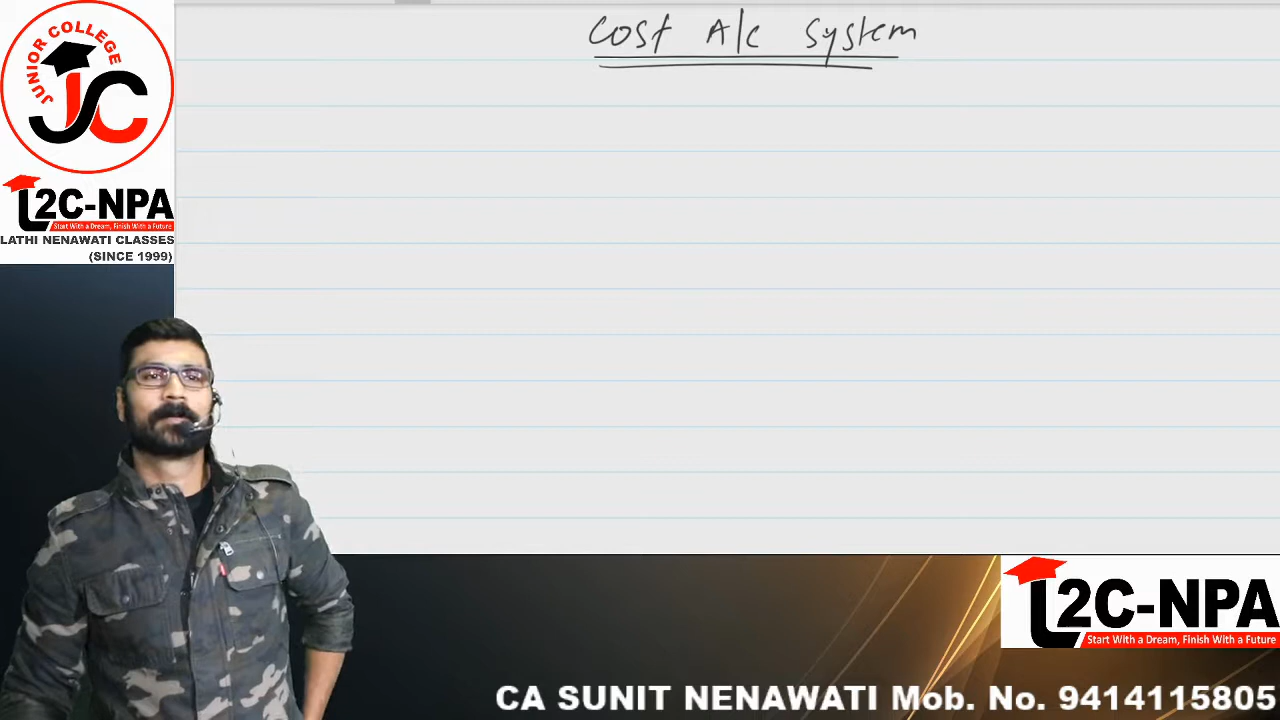 Cost A/c System
JUNIOR COLLEGE
JC
L2C-NPA
Start With a Dream, Finish With a Future
LATHI NENAWATI CLASSES
(SINCE 1999)
L2C-NPA
Start With a Dream, Finish With a Future
CA SUNIT NENAWATI Mob. No. 9414115805